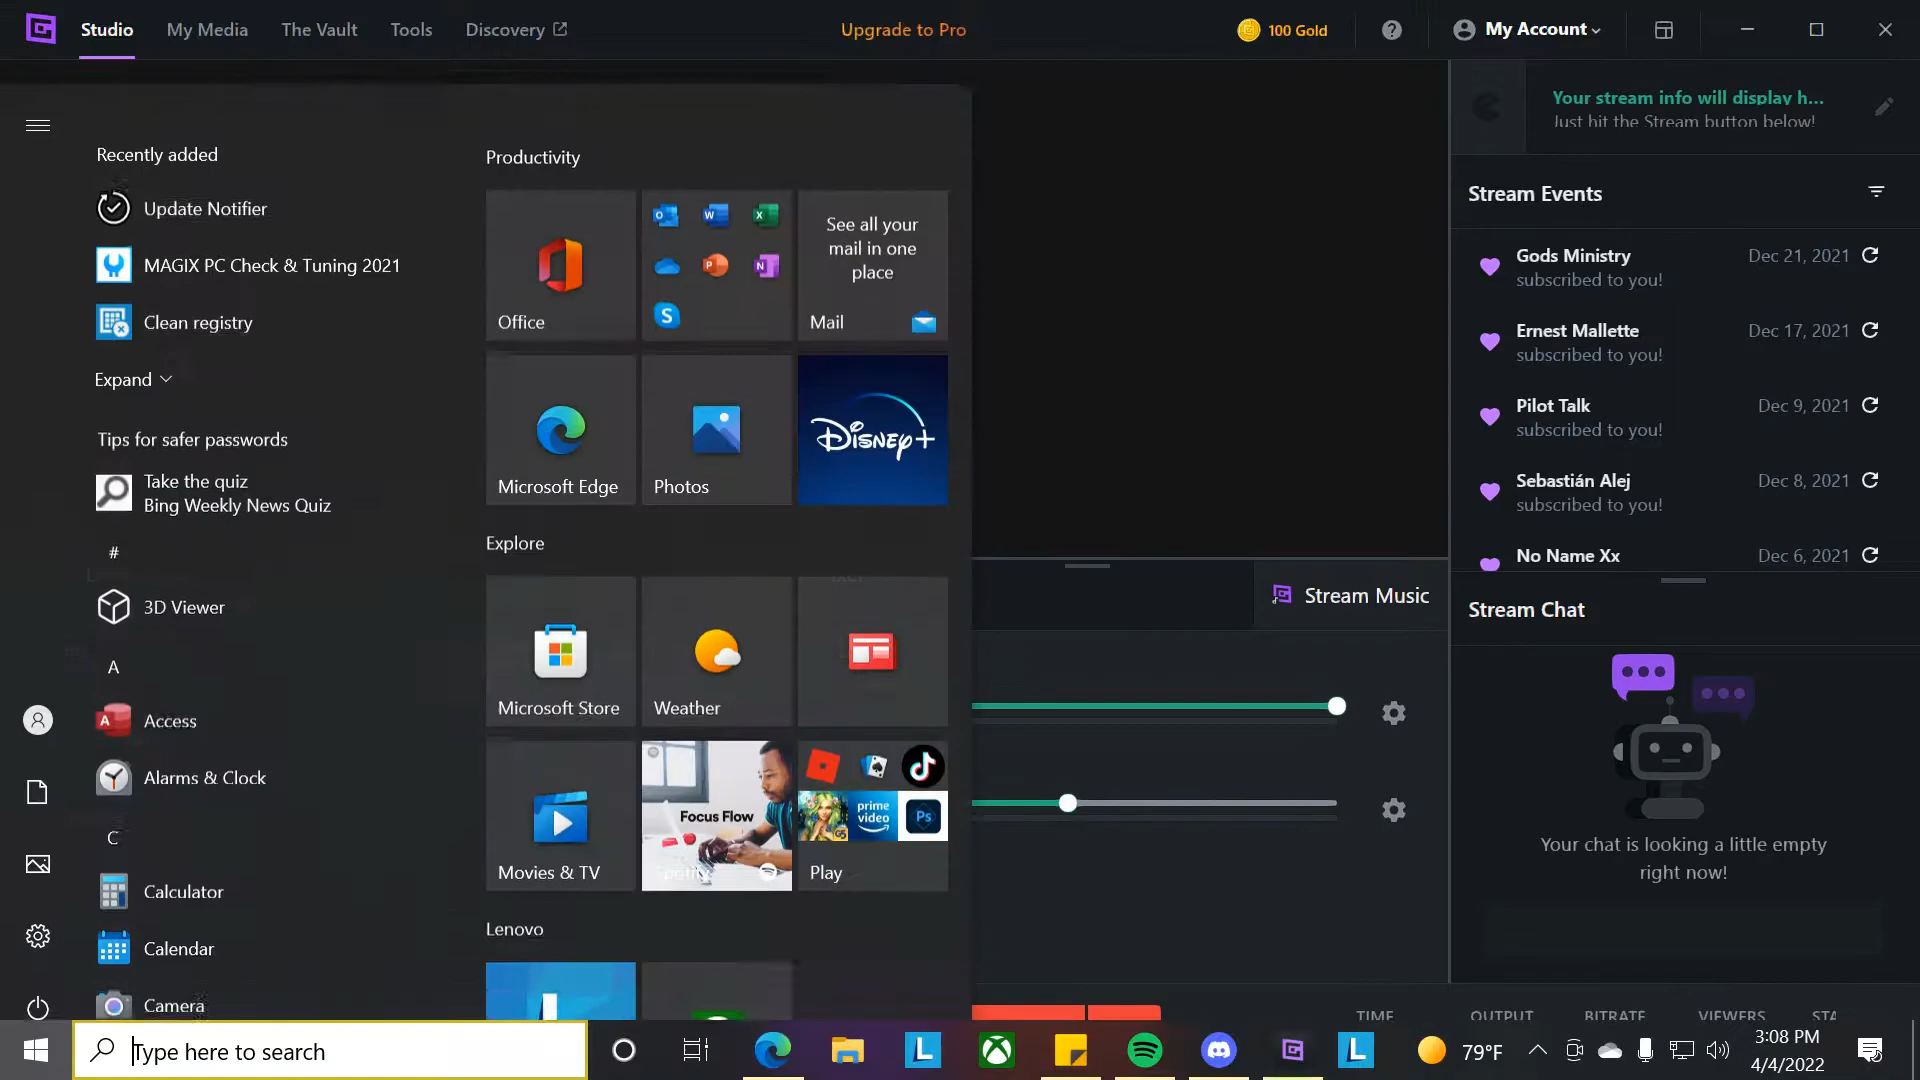 Studio
My Media
The Vault
Tools
Discovery
Upgrade to Pro
100 Gold
My Account
Recently added
Update Notifier
MAGIX PC Check & Tuning 2021
Clean registry
Expand
Tips for safer passwords
Take the quiz
Bing Weekly News Quiz
#
3D Viewer
A
Access
Alarms & Clock
C
Calculator
Calendar
Camera
Productivity
Office
See all your
mail in one
place
Mail
Microsoft Edge
Photos
Disney+
Explore
Microsoft Store
Weather
Movies & TV
Focus Flow
Spotify
prime
video
Ps
Play
Lenovo
Stream Music
Your stream info will display h...
Just hit the Stream button below!
Stream Events
Gods Ministry
Dec 21, 2021
subscribed to you!
Ernest Mallette
Dec 17, 2021
subscribed to you!
Pilot Talk
Dec 9, 2021
subscribed to you!
Sebastián Alej
Dec 8, 2021
subscribed to you!
No Name Xx
Dec 6, 2021
Stream Chat
Your chat is looking a little empty
right now!
TIME
OUTPUT
BITRATE
VIEWERS
STA
Type here to search
79°F
3:08 PM
4/4/2022